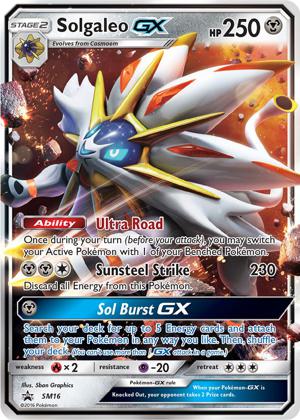 STAGE2 Solgaleo GX HP250
Evolves from Cosmoem
Ability Ultra Road
Once during your turn (before your attack), you may switch
your Active Pokémon with 1 of your Benched Pokémon.
Sunsteel Strike 230
Discard all Energy from this Pokémon.
Sol Burst GX
Search your deck for up to 5 Energy cards and attach
them to your Pokémon in any way you like. Then, shuffle
your deck. (You can't use more than 1 GX attack in a game.)
weakness ×2 resistance -20 retreat
Illus. 5ban Graphics
Pokémon-GX rule
When your Pokémon-GX is
Knocked Out, your opponent takes 2 Prize cards.
SM16
©2016 Pokémon